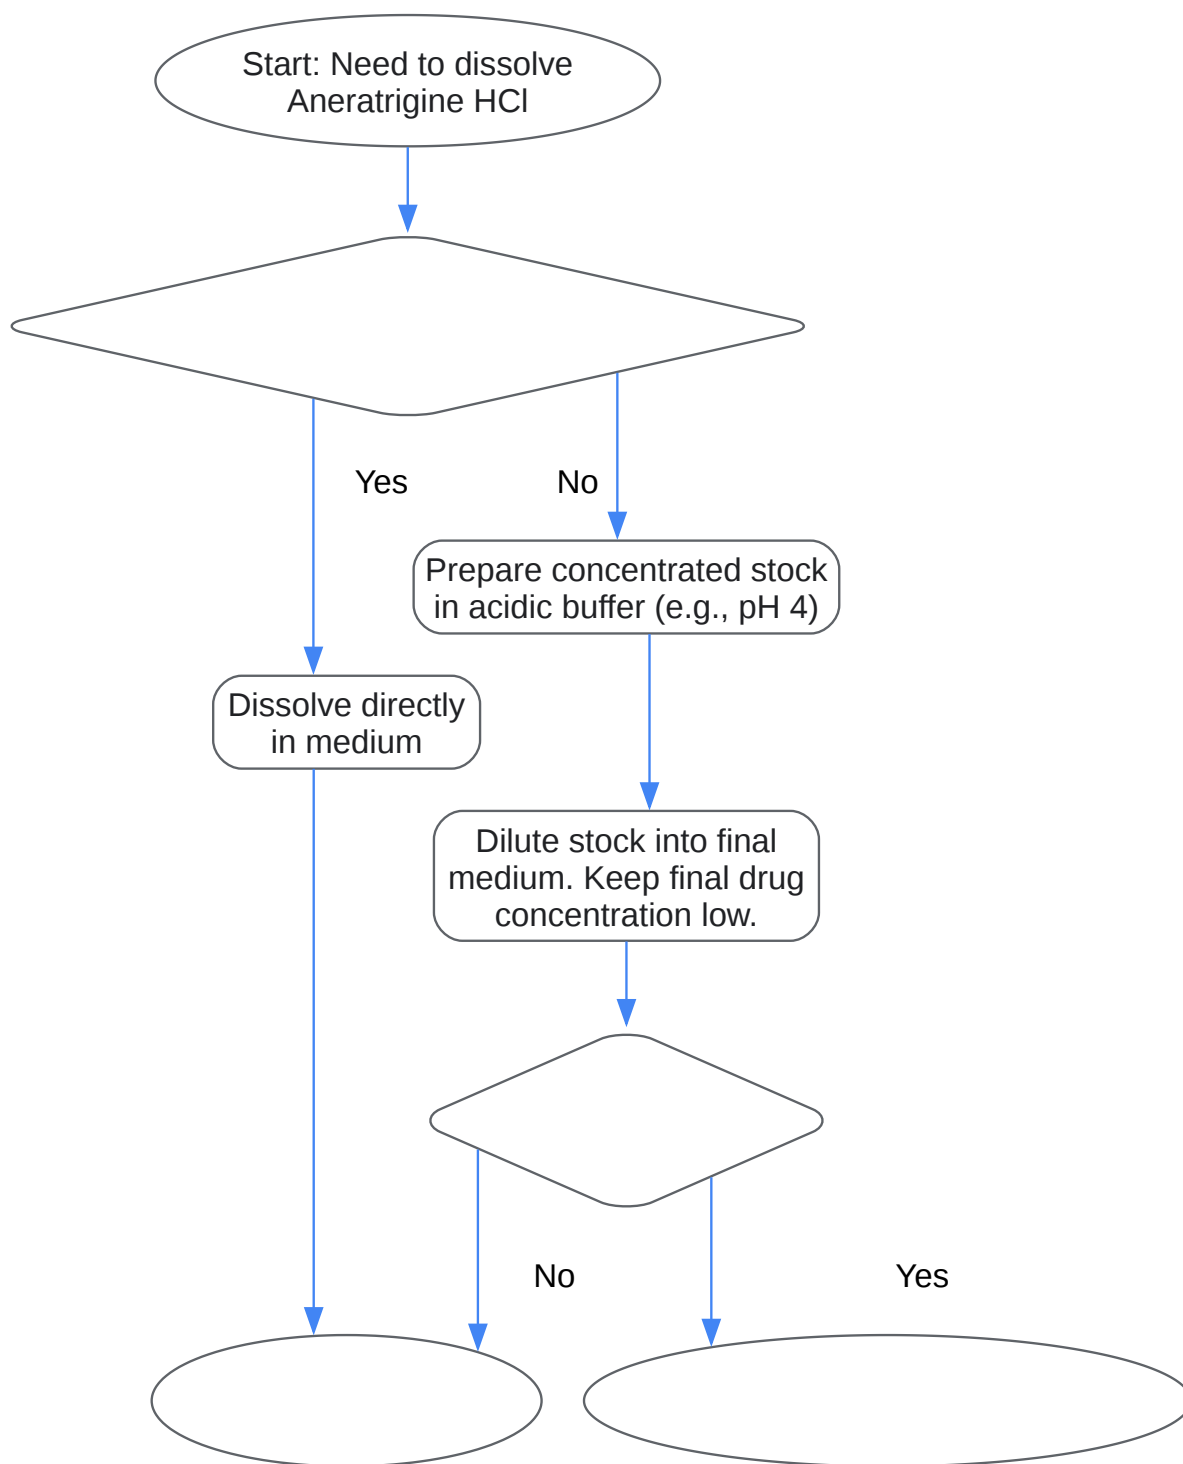 Start: Need to dissolve
Aneratrigine HCl
Yes
No
Prepare concentrated stock
in acidic buffer (e.g., pH 4)
Dissolve directly
in medium
Dilute stock into final
medium. Keep final drug
concentration low.
No
Yes